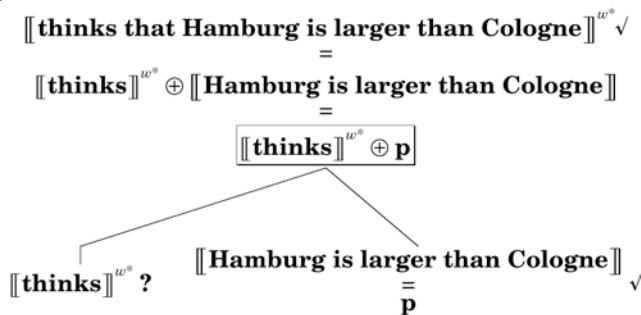 ⟦thinks that Hamburg is larger than Cologne⟧^{w*} √
=
⟦thinks⟧^{w*} ⊕ ⟦Hamburg is larger than Cologne⟧
=
⟦thinks⟧^{w*} ⊕ p
⟦Hamburg is larger than Cologne⟧ √
⟦thinks⟧^{w*} ?
=
p